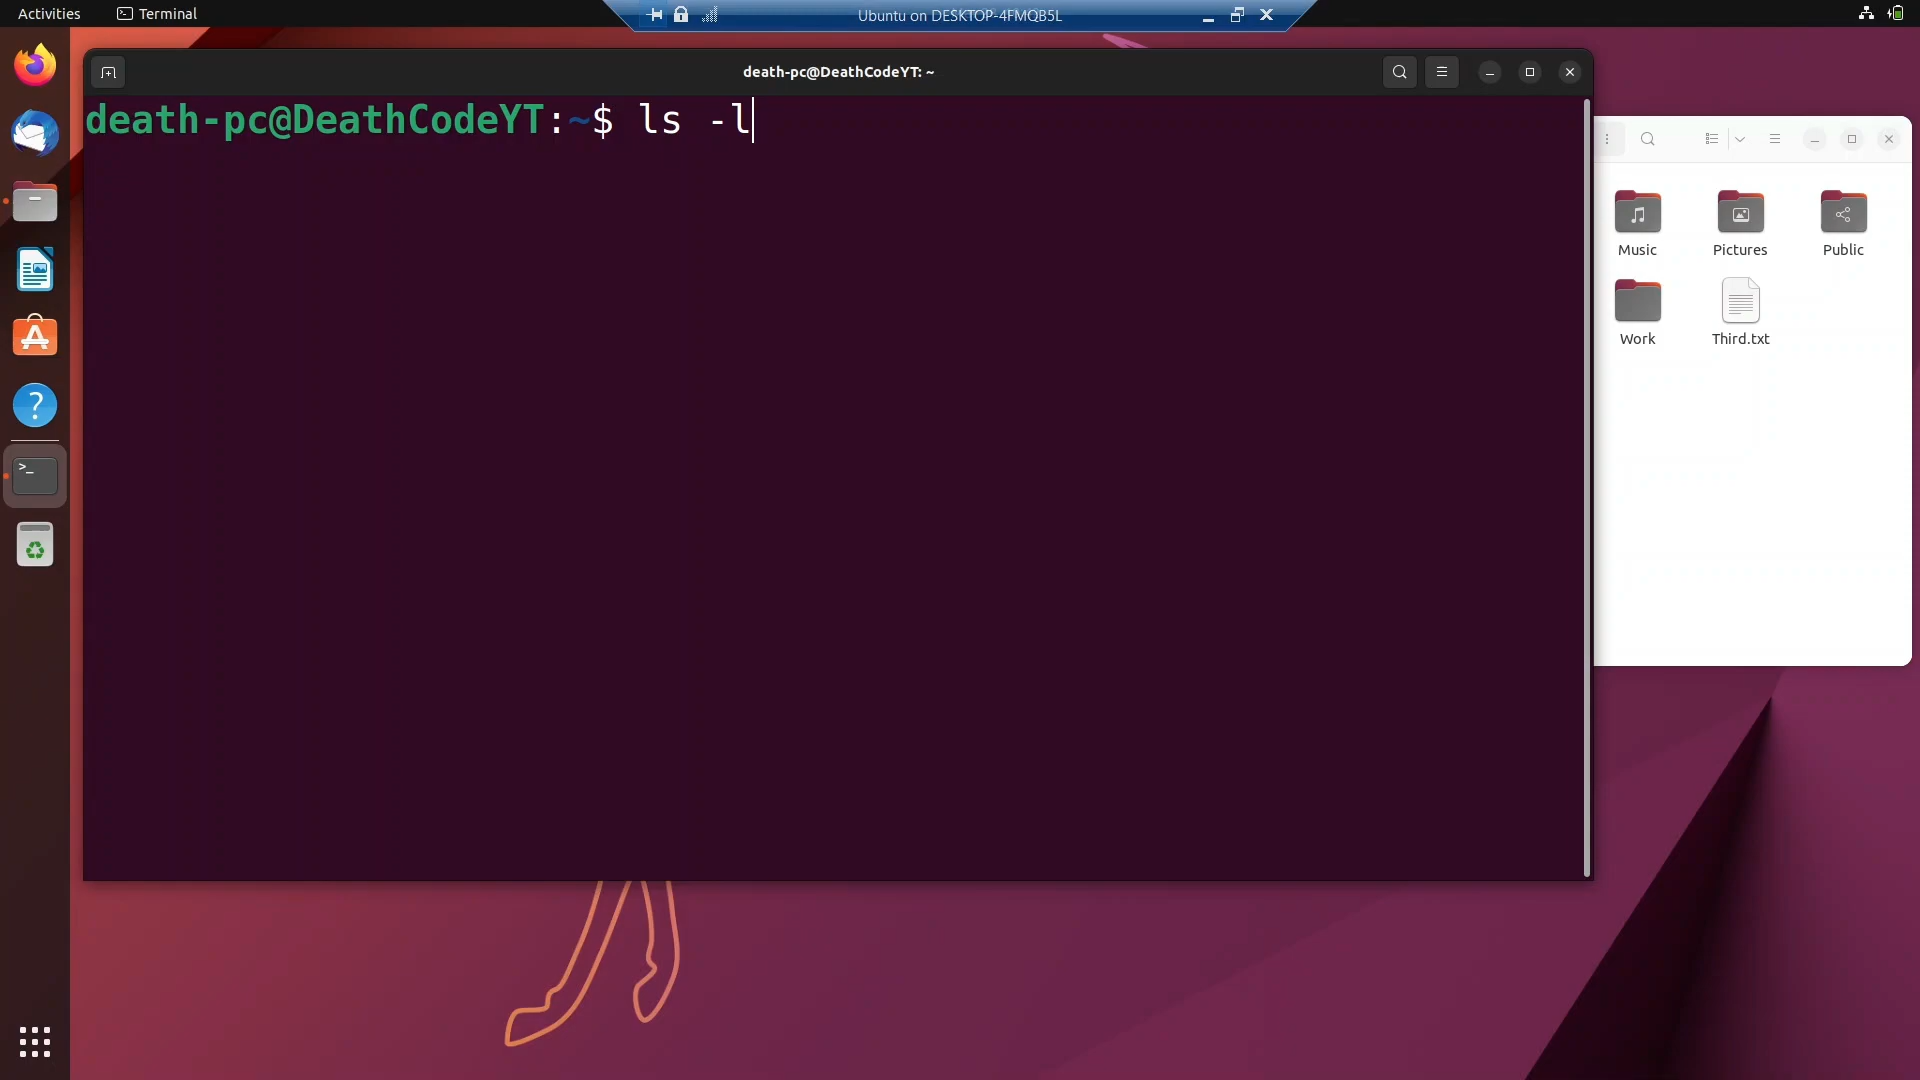 Activities Terminal Ubuntu on DESKTOP-4FMQB5L
death-pc@DeathCodeYT: ~
death-pc@DeathCodeYT:~$ ls -l
Music Pictures Public
Work Third.txt